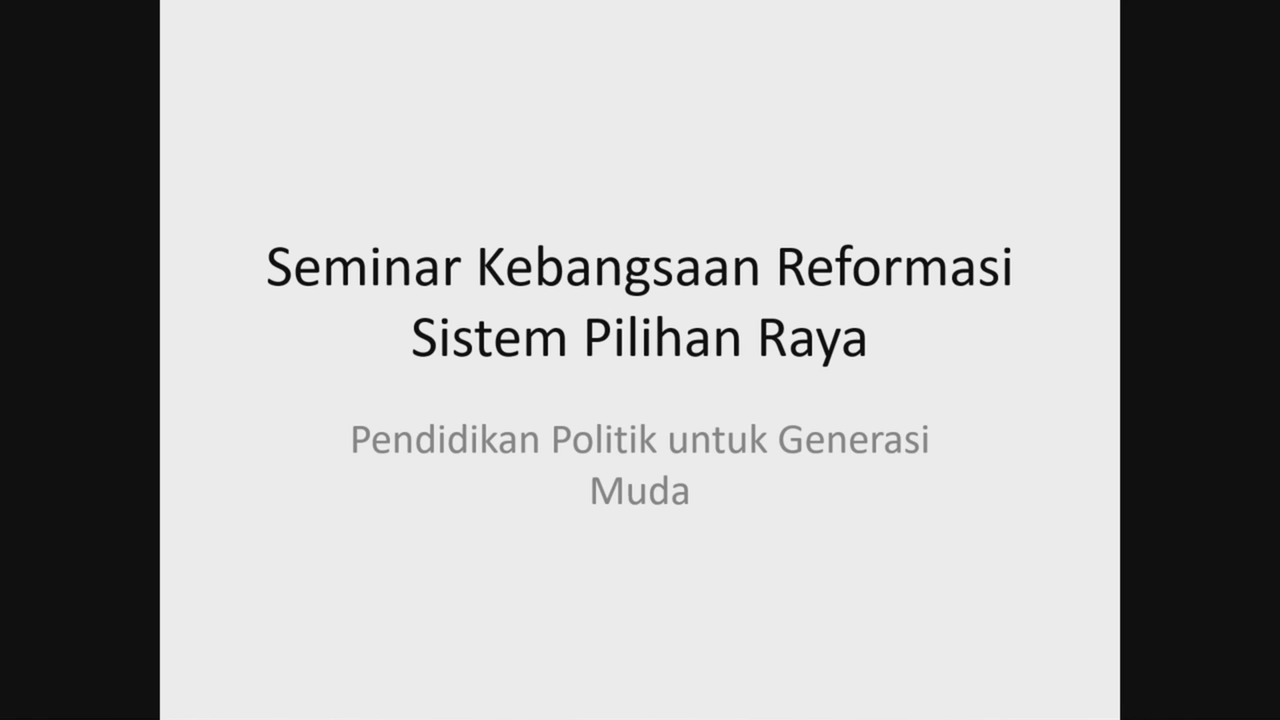 Seminar Kebangsaan Reformasi
Sistem Pilihan Raya
Pendidikan Politik untuk Generasi
Muda